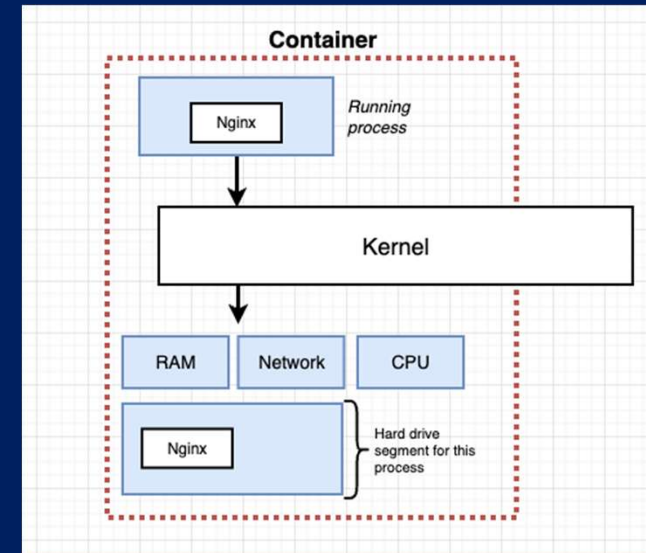 Container
Nginx
Running
process
Kernel
RAM
Network
CPU
Nginx
Hard drive
segment for this
process